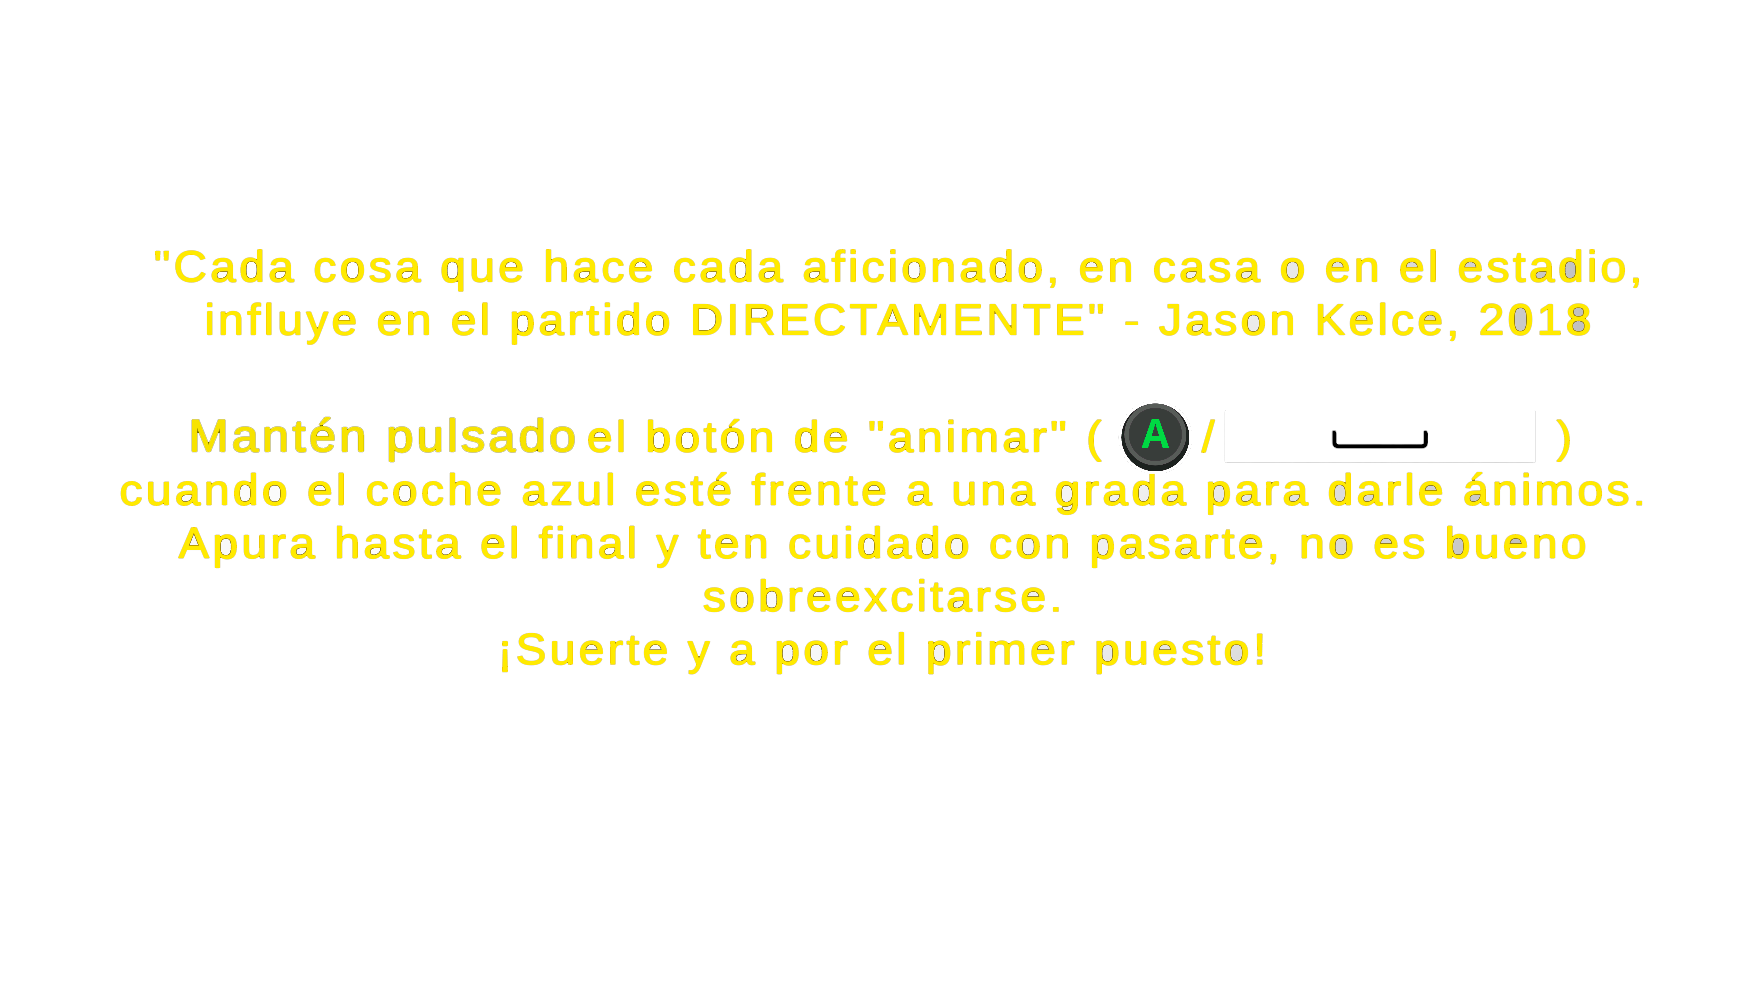 "Cada cosa que hace cada aficionado, en casa o en el estadio,
influye en el partido DIRECTAMENTE" - Jason Kelce, 2018
Mantén pulsado el botón de "animar" ( A / )
cuando el coche azul esté frente a una grada para darle ánimos.
Apura hasta el final y ten cuidado con pasarte, no es bueno
sobreexcitarse.
¡Suerte y a por el primer puesto!